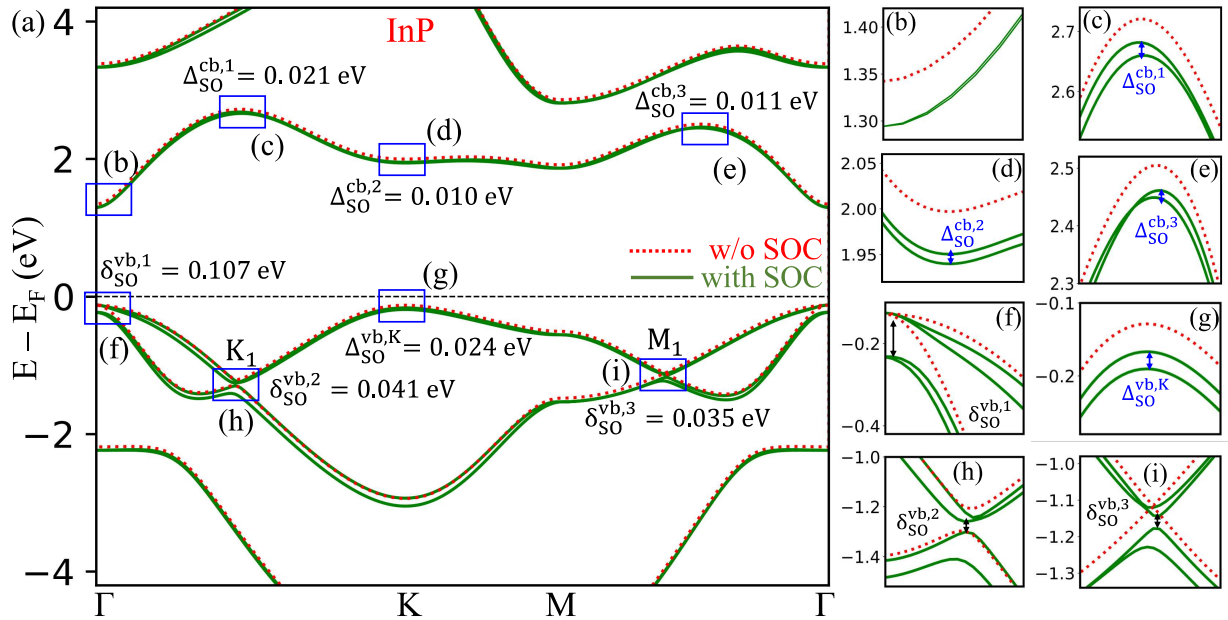 (a)
InP
E − E_F (eV)
4
2
0
−2
−4
Γ
K
M
Γ
Δ_SO^cb,1 = 0.021 eV
Δ_SO^cb,3 = 0.011 eV
(b)
(c)
(d)
(e)
Δ_SO^cb,2 = 0.010 eV
w/o SOC
with SOC
δ_SO^vb,1 = 0.107 eV
(g)
(f)
K₁
Δ_SO^vb,K = 0.024 eV
M₁
(i)
(h)
δ_SO^vb,2 = 0.041 eV
δ_SO^vb,3 = 0.035 eV
(b)
1.40
1.35
1.30
(c)
2.7
2.6
Δ_SO^cb,1
(d)
2.05
2.00
1.95
Δ_SO^cb,2
(e)
2.5
2.4
2.3
Δ_SO^cb,3
(f)
−0.2
−0.4
δ_SO^vb,1
(g)
−0.1
−0.2
Δ_SO^vb,K
(h)
−1.0
−1.2
−1.4
δ_SO^vb,2
(i)
−1.0
−1.1
−1.2
−1.3
δ_SO^vb,3